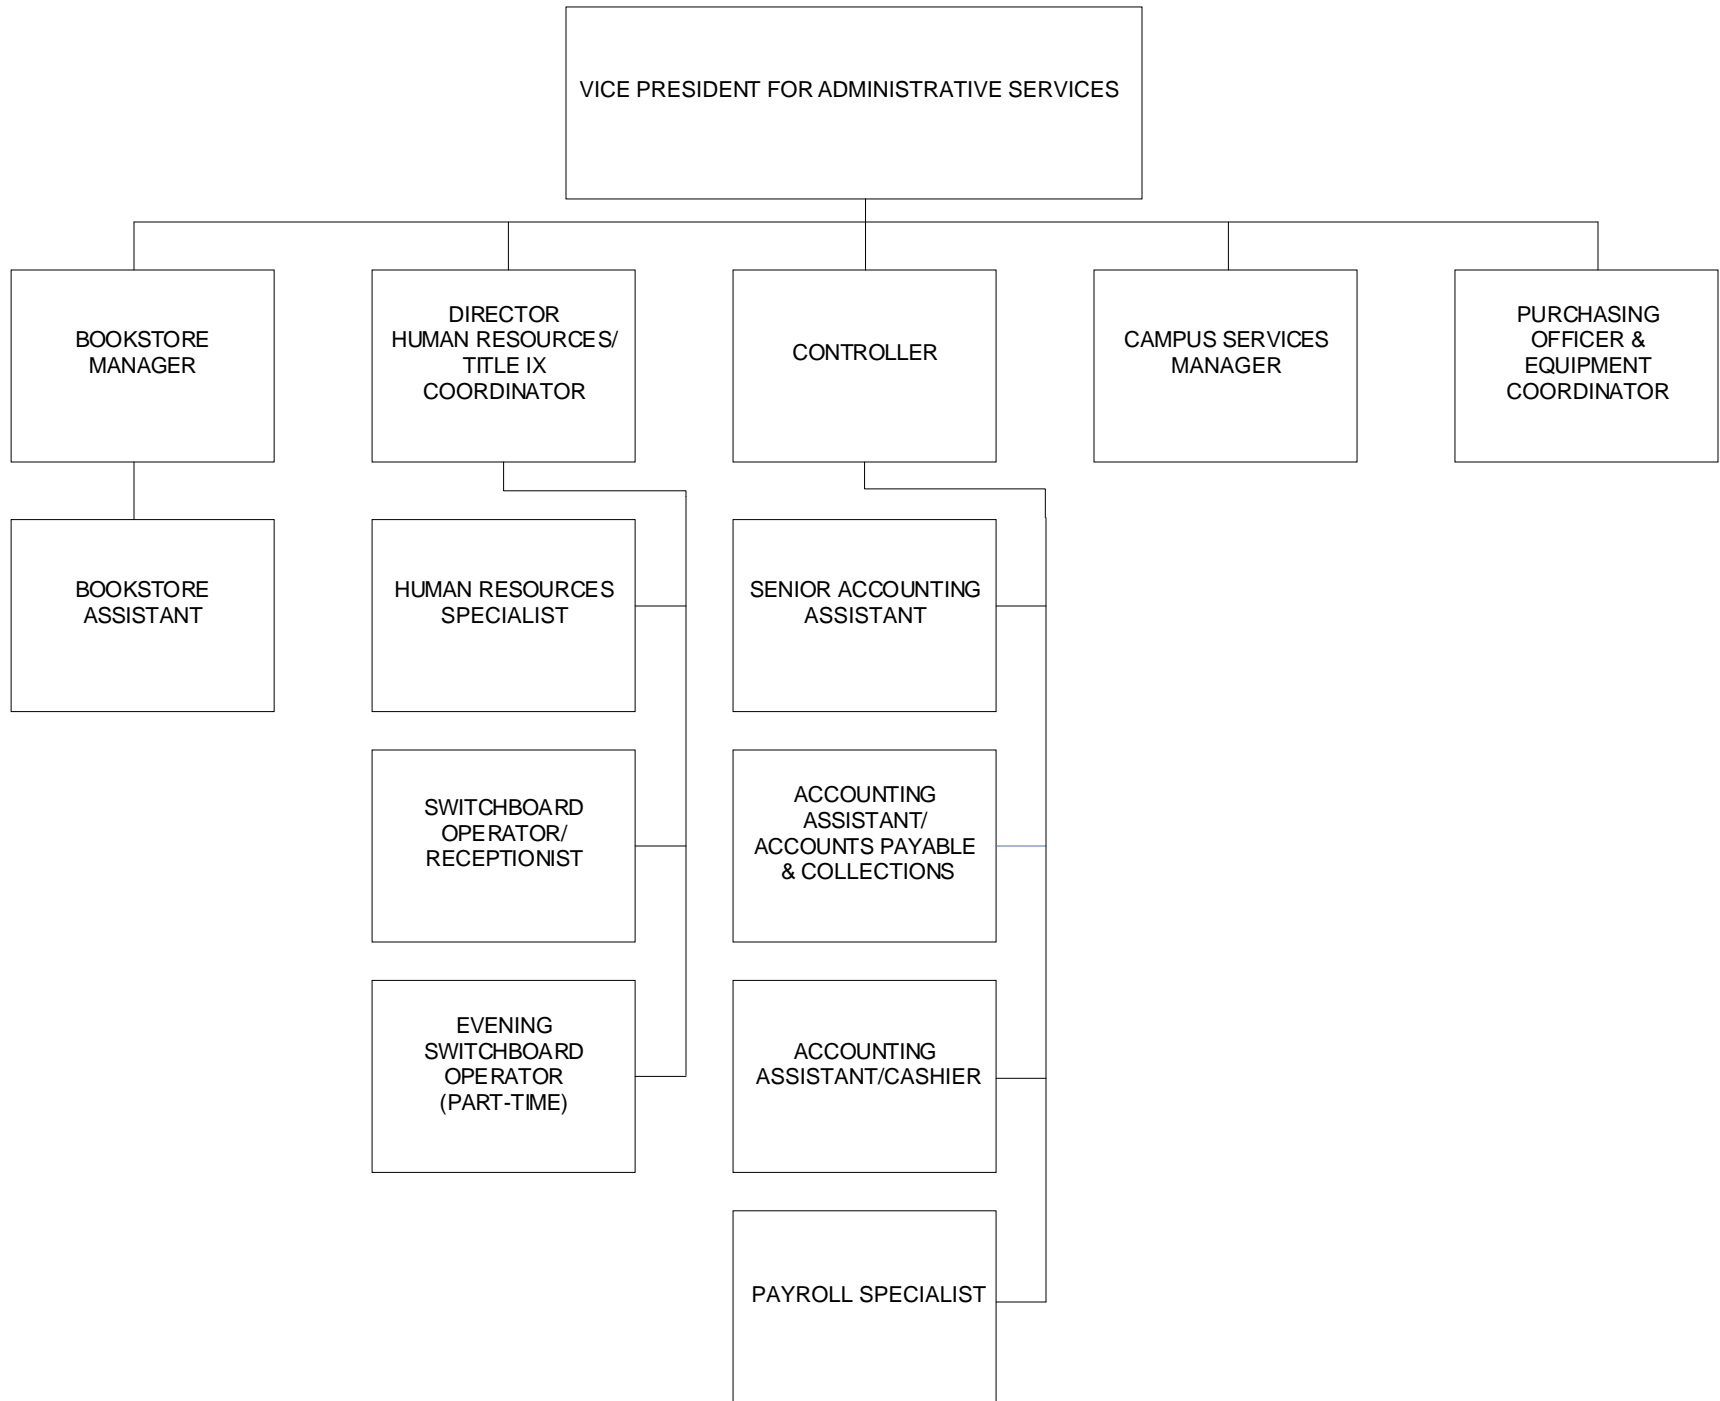 VICE PRESIDENT FOR ADMINISTRATIVE SERVICES
BOOKSTORE
MANAGER
DIRECTOR
HUMAN RESOURCES/
TITLE IX
COORDINATOR
CONTROLLER
CAMPUS SERVICES
MANAGER
PURCHASING
OFFICER &
EQUIPMENT
COORDINATOR
BOOKSTORE
ASSISTANT
HUMAN RESOURCES
SPECIALIST
SENIOR ACCOUNTING
ASSISTANT
SWITCHBOARD
OPERATOR/
RECEPTIONIST
ACCOUNTING
ASSISTANT/
ACCOUNTS PAYABLE
& COLLECTIONS
EVENING
SWITCHBOARD
OPERATOR
(PART-TIME)
ACCOUNTING
ASSISTANT/CASHIER
PAYROLL SPECIALIST